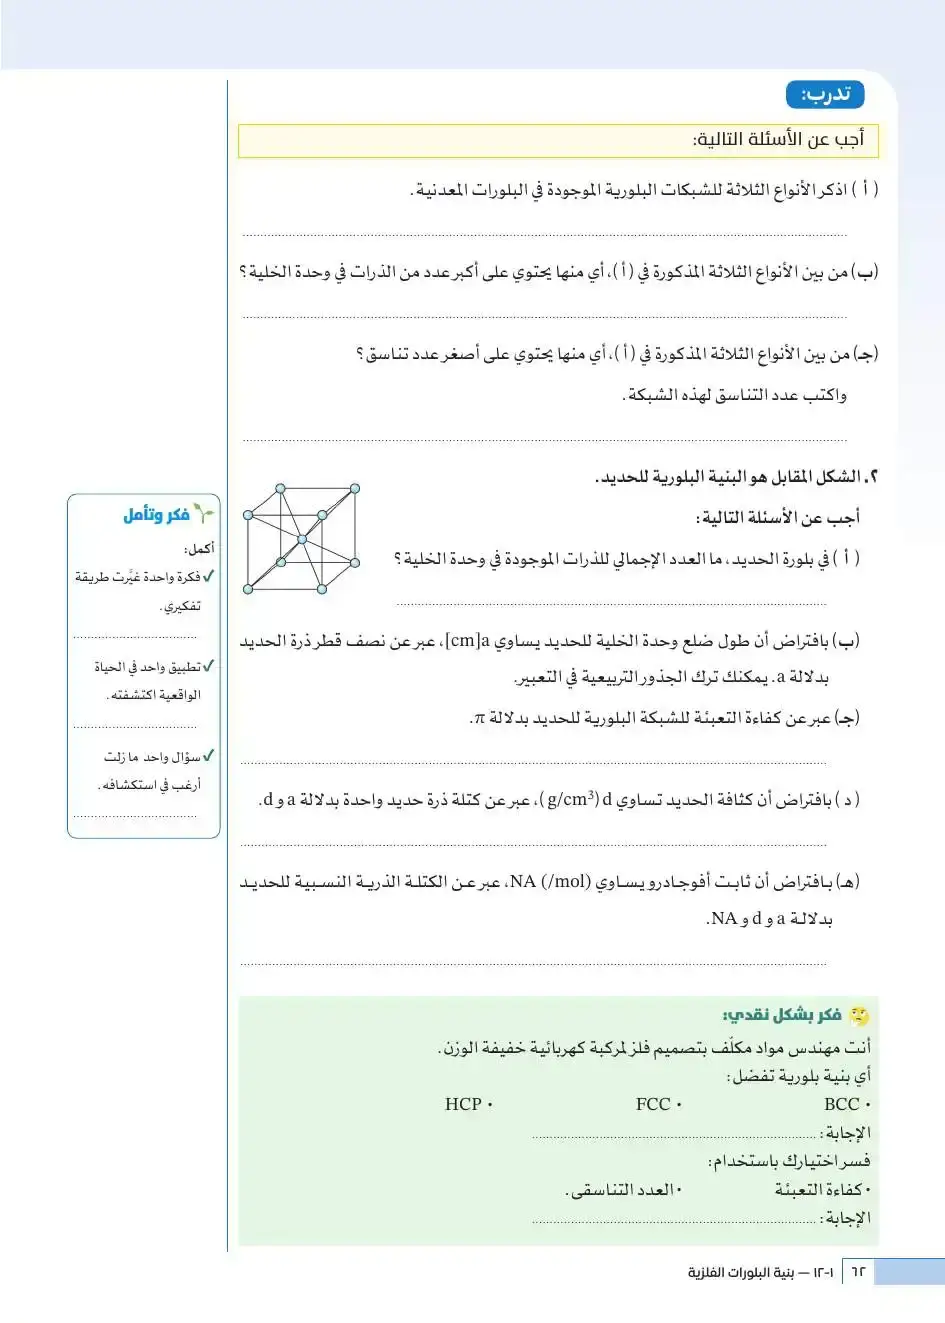 تدرب:
أجب عن الأسئلة التالية:
( أ ) اذكر الأنواع الثلاثة للشبكات البلورية الموجودة في البلورات المعدنية.
(ب) من بين الأنواع الثلاثة المذكورة في ( أ )، أي منها يحتوي على أكبر عدد من الذرات في وحدة الخلية؟
(جـ) من بين الأنواع الثلاثة المذكورة في ( أ )، أي منها يحتوي على أصغر عدد تناسق؟
واكتب عدد التناسق لهذه الشبكة.
٢. الشكل المقابل هو البنية البلورية للحديد.
أجب عن الأسئلة التالية:
( أ ) في بلورة الحديد، ما العدد الإجمالي للذرات الموجودة في وحدة الخلية؟
(ب) بافتراض أن طول ضلع وحدة الخلية للحديد يساوي a[cm]، عبر عن نصف قطر ذرة الحديد
بدلالة a. يمكنك ترك الجذور التربيعية في التعبير.
(جـ) عبر عن كفاءة التعبئة للشبكة البلورية للحديد بدلالة π.
( د ) بافتراض أن كثافة الحديد تساوي d (g/cm³)، عبر عن كتلة ذرة حديد واحدة بدلالة a و d.
(هـ) بافتراض أن ثابت أفوجادرو يساوي NA (/mol)، عبر عن الكتلة الذرية النسبية للحديد
بدلالة a و d و NA.
فكر وتأمل
أكمل:
✓ فكرة واحدة غيَّرت طريقة
تفكيري.
✓ تطبيق واحد في الحياة
الواقعية اكتشفته.
✓ سؤال واحد ما زلت
أرغب في استكشافه.
فكر بشكل نقدي:
أنت مهندس مواد مكلّف بتصميم فلز لمركبة كهربائية خفيفة الوزن.
أي بنية بلورية تفضل:
• BCC • FCC • HCP
الإجابة:
فسر اختيارك باستخدام:
• كفاءة التعبئة • العدد التناسقى.
الإجابة:
٦٢ ١-١٢ — بنية البلورات الفلزية